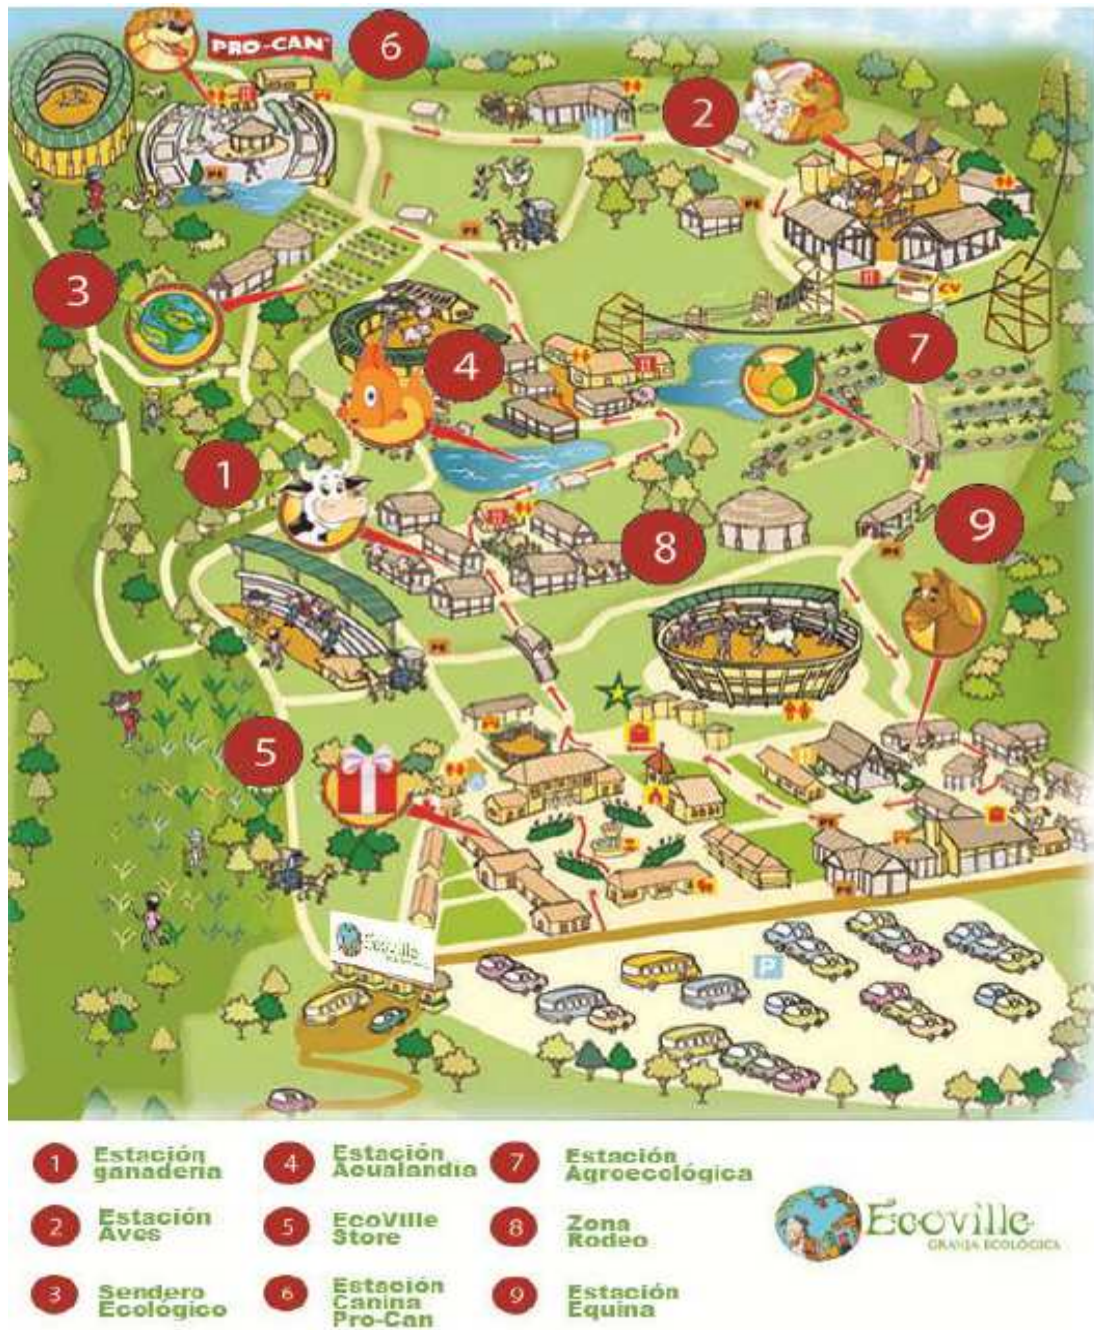 PRO-CAN
6
2
3
7
4
1
9
8
5
P
Ecoville
1 Estación
ganadería
2 Estación
Aves
3 Sendero
Ecológico
4 Estación
Acualandia
5 EcoVille
Store
6 Estación
Canina
Pro-Can
7 Estación
Agroecológica
8 Zona
Rodeo
9 Estación
Equina
Ecoville
GRANJA ECOLÓGICA